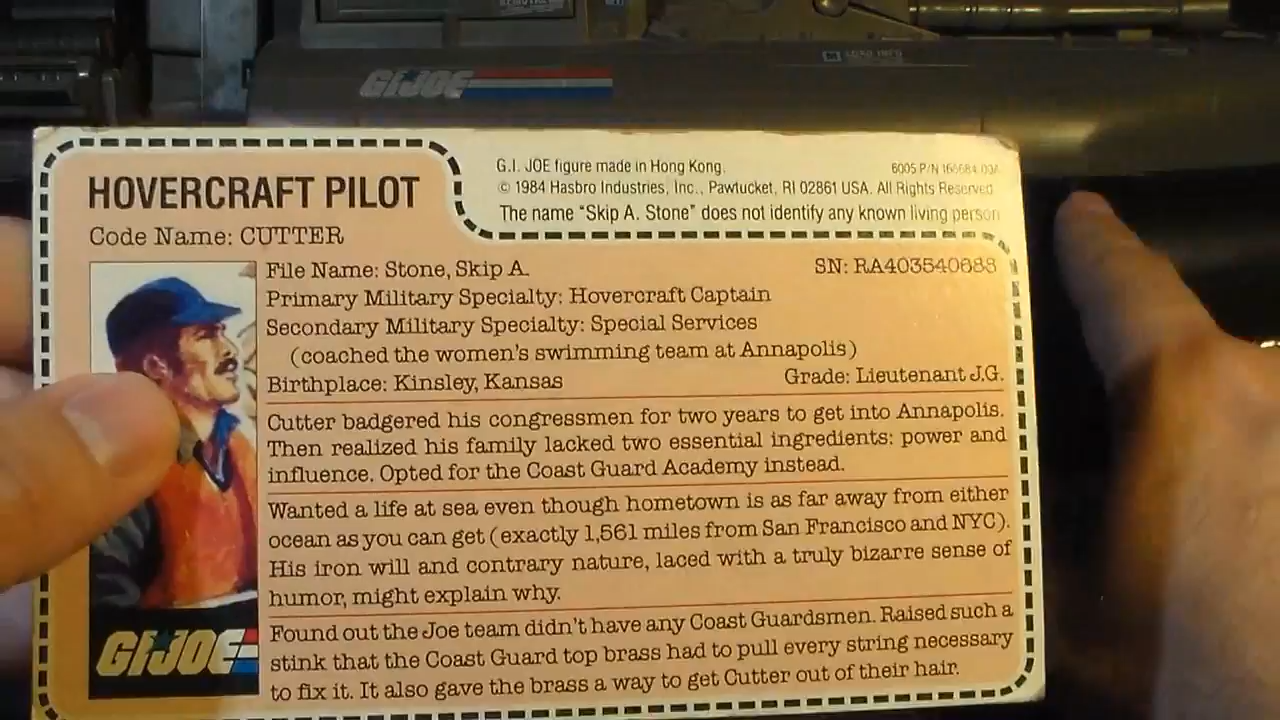 GI JOE
G.I. JOE figure made in Hong Kong.
© 1984 Hasbro Industries, Inc., Pawtucket, RI 02861 USA. All Rights Reserved
The name “Skip A. Stone” does not identify any known living person
6005 P/N
HOVERCRAFT PILOT
Code Name: CUTTER
File Name: Stone, Skip A.
SN: RA403540688
Primary Military Specialty: Hovercraft Captain
Secondary Military Specialty: Special Services
(coached the women's swimming team at Annapolis)
Birthplace: Kinsley, Kansas
Grade: Lieutenant J.G.
Cutter badgered his congressmen for two years to get into Annapolis.
Then realized his family lacked two essential ingredients: power and
influence. Opted for the Coast Guard Academy instead.
Wanted a life at sea even though hometown is as far away from either
ocean as you can get (exactly 1,561 miles from San Francisco and NYC).
His iron will and contrary nature, laced with a truly bizarre sense of
humor, might explain why.
Found out the Joe team didn't have any Coast Guardsmen. Raised such a
stink that the Coast Guard top brass had to pull every string necessary
to fix it. It also gave the brass a way to get Cutter out of their hair.
GI JOE